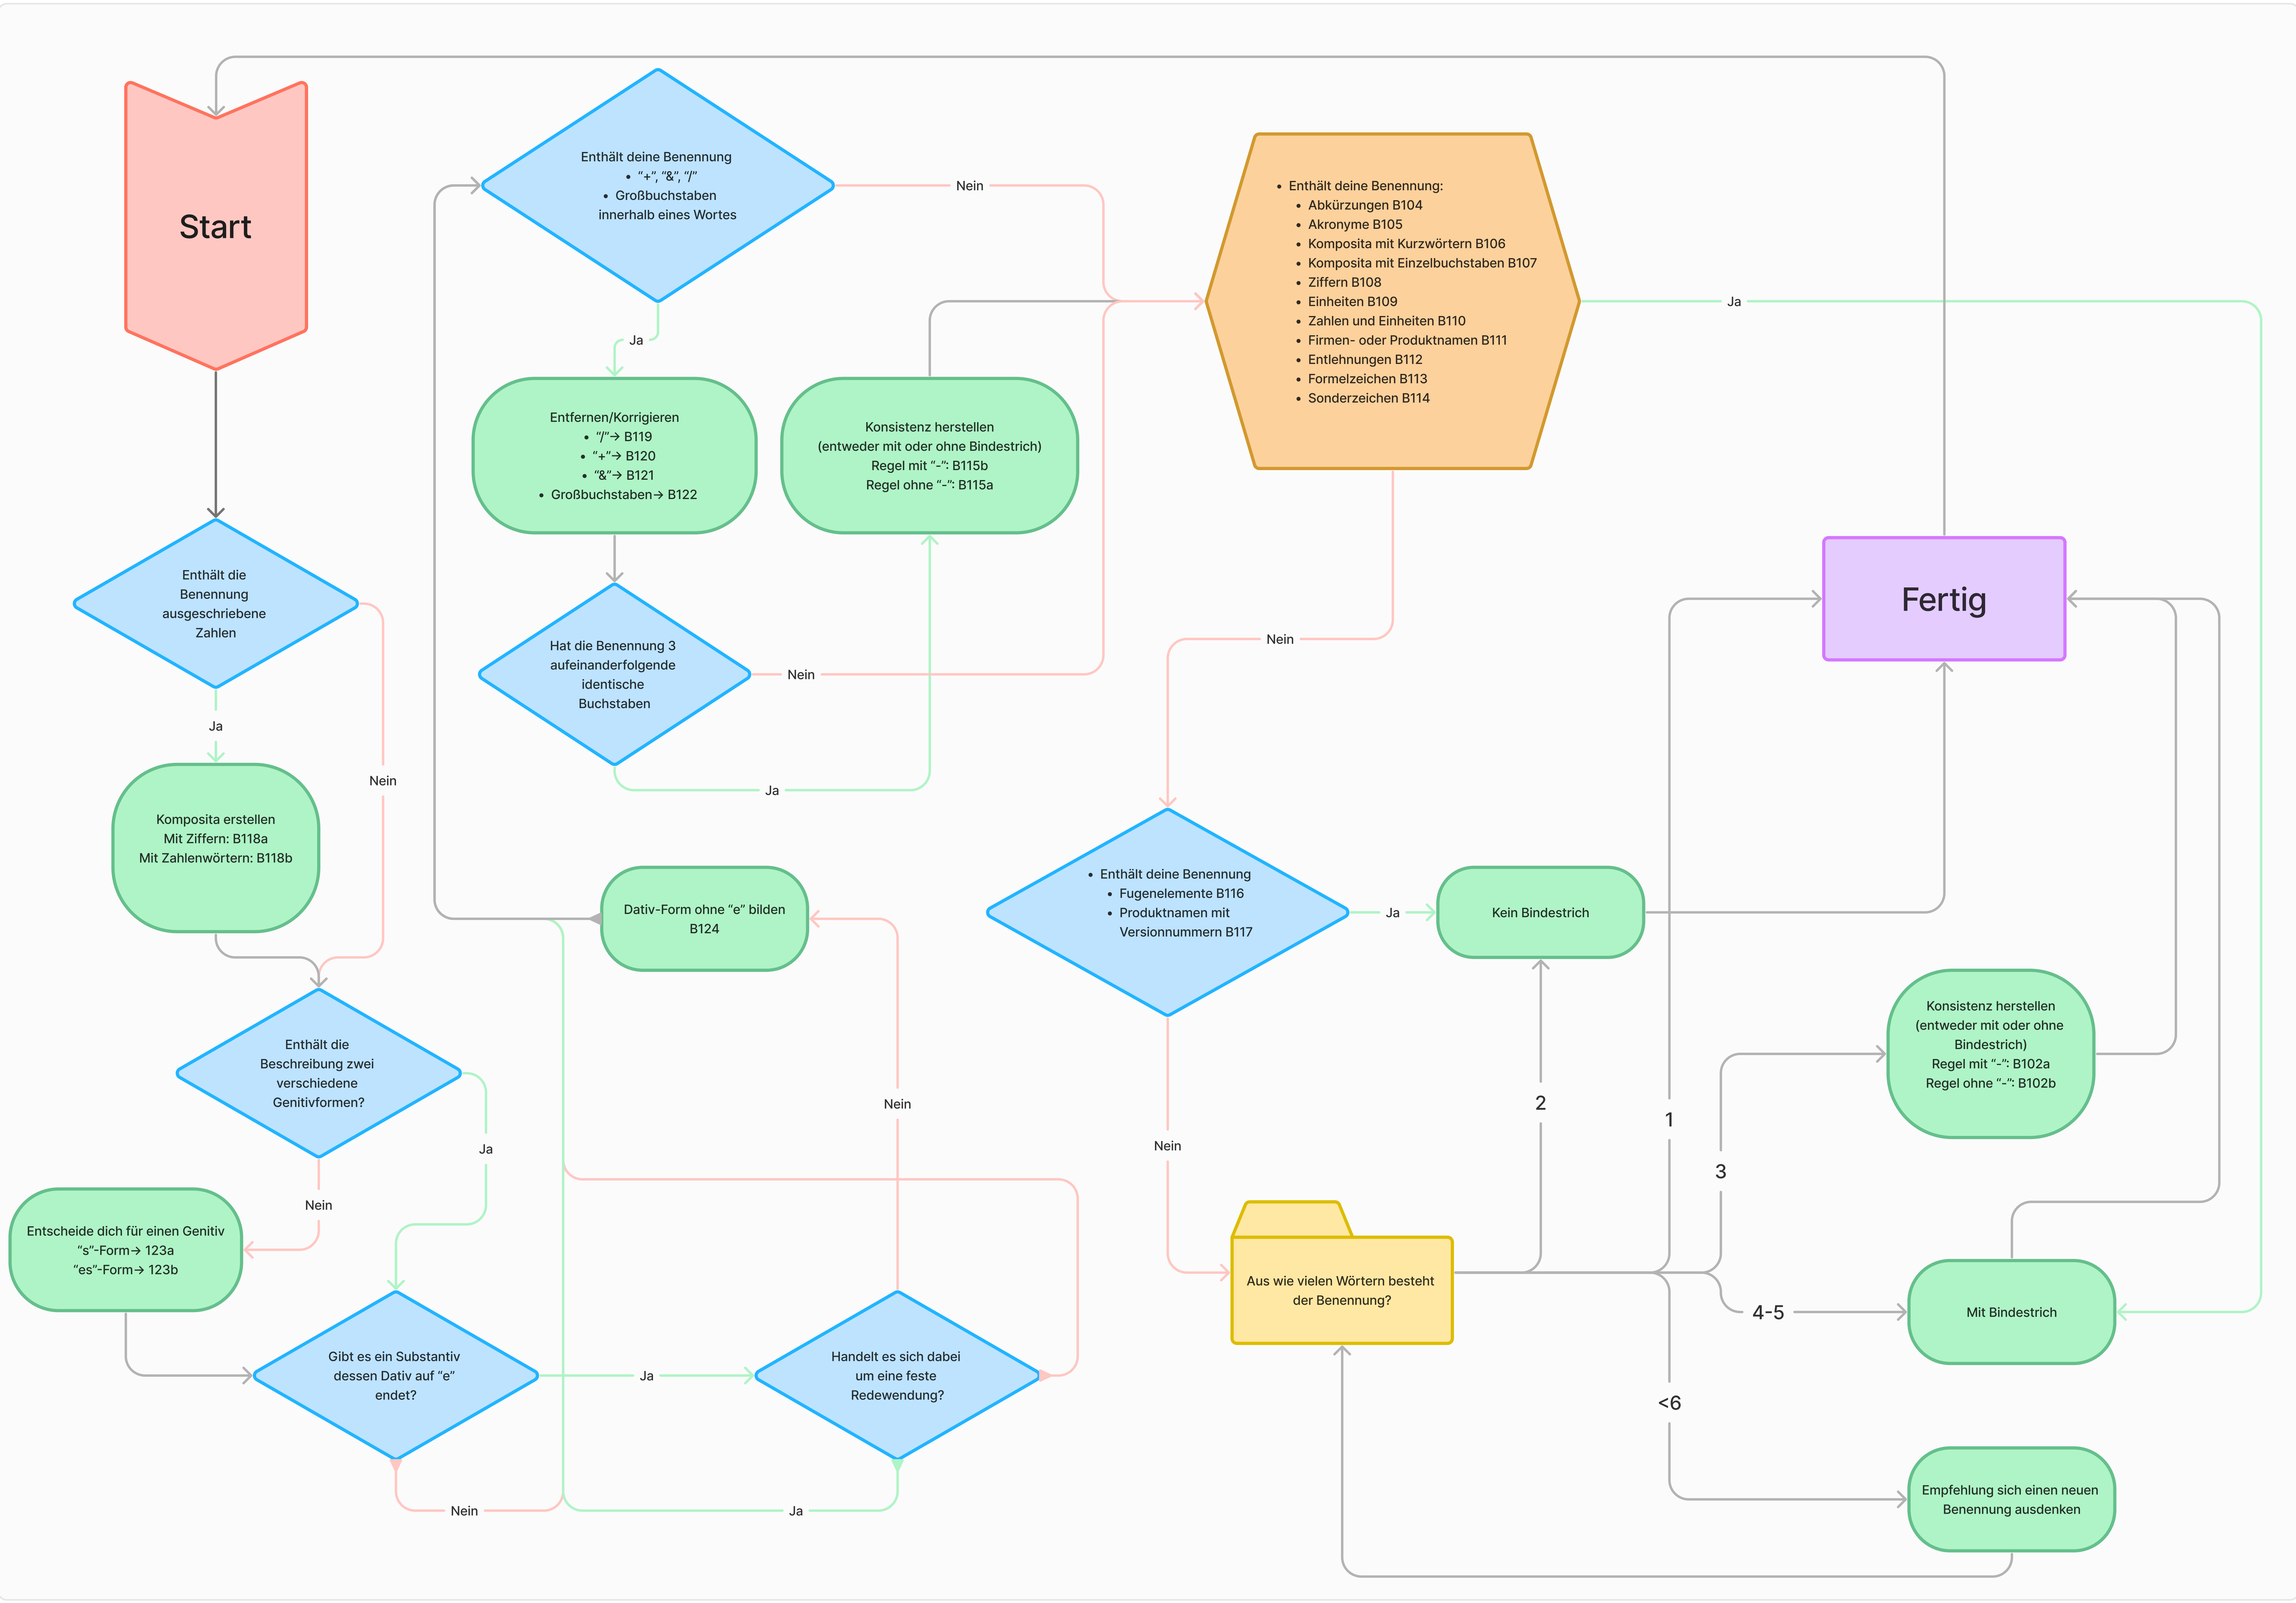 Start
Enthält deine Benennung
• “+”, “&”, “/”
• Großbuchstaben
innerhalb eines Wortes
Nein
Ja
• Enthält deine Benennung:
• Abkürzungen B104
• Akronyme B105
• Komposita mit Kurzwörtern B106
• Komposita mit Einzelbuchstaben B107
• Ziffern B108
• Einheiten B109
• Zahlen und Einheiten B110
• Firmen- oder Produktnamen B111
• Entlehnungen B112
• Formelzeichen B113
• Sonderzeichen B114
Ja
Entfernen/Korrigieren
• “/”→ B119
• “+”→ B120
• “&”→ B121
• Großbuchstaben→ B122
Konsistenz herstellen
(entweder mit oder ohne Bindestrich)
Regel mit “-”: B115b
Regel ohne “-”: B115a
Enthält die
Benennung
ausgeschriebene
Zahlen
Hat die Benennung 3
aufeinanderfolgende
identische
Buchstaben
Nein
Nein
Fertig
Ja
Nein
Ja
Komposita erstellen
Mit Ziffern: B118a
Mit Zahlenwörtern: B118b
Dativ-Form ohne “e” bilden
B124
• Enthält deine Benennung
• Fugenelemente B116
• Produktnamen mit
Versionnummern B117
Ja
Kein Bindestrich
Enthält die
Beschreibung zwei
verschiedene
Genitivformen?
Ja
Nein
Nein
Nein
2
1
3
Konsistenz herstellen
(entweder mit oder ohne
Bindestrich)
Regel mit “-”: B102a
Regel ohne “-”: B102b
Entscheide dich für einen Genitiv
“s”-Form→ 123a
“es”-Form→ 123b
Aus wie vielen Wörtern besteht
der Benennung?
4-5
Mit Bindestrich
Gibt es ein Substantiv
dessen Dativ auf “e”
endet?
Ja
Handelt es sich dabei
um eine feste
Redewendung?
<6
Nein
Ja
Empfehlung sich einen neuen
Benennung ausdenken